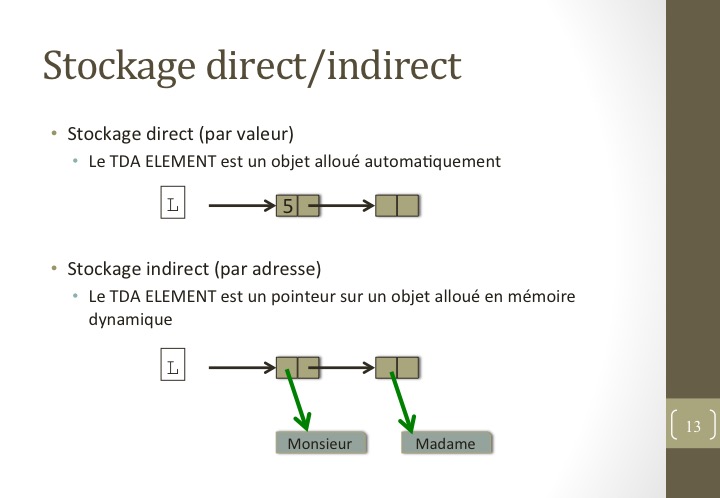 Stockage direct/indirect
• Stockage direct (par valeur)
• Le TDA ELEMENT est un objet alloué automatiquement
L
5
• Stockage indirect (par adresse)
• Le TDA ELEMENT est un pointeur sur un objet alloué en mémoire
dynamique
L
Monsieur
Madame
13